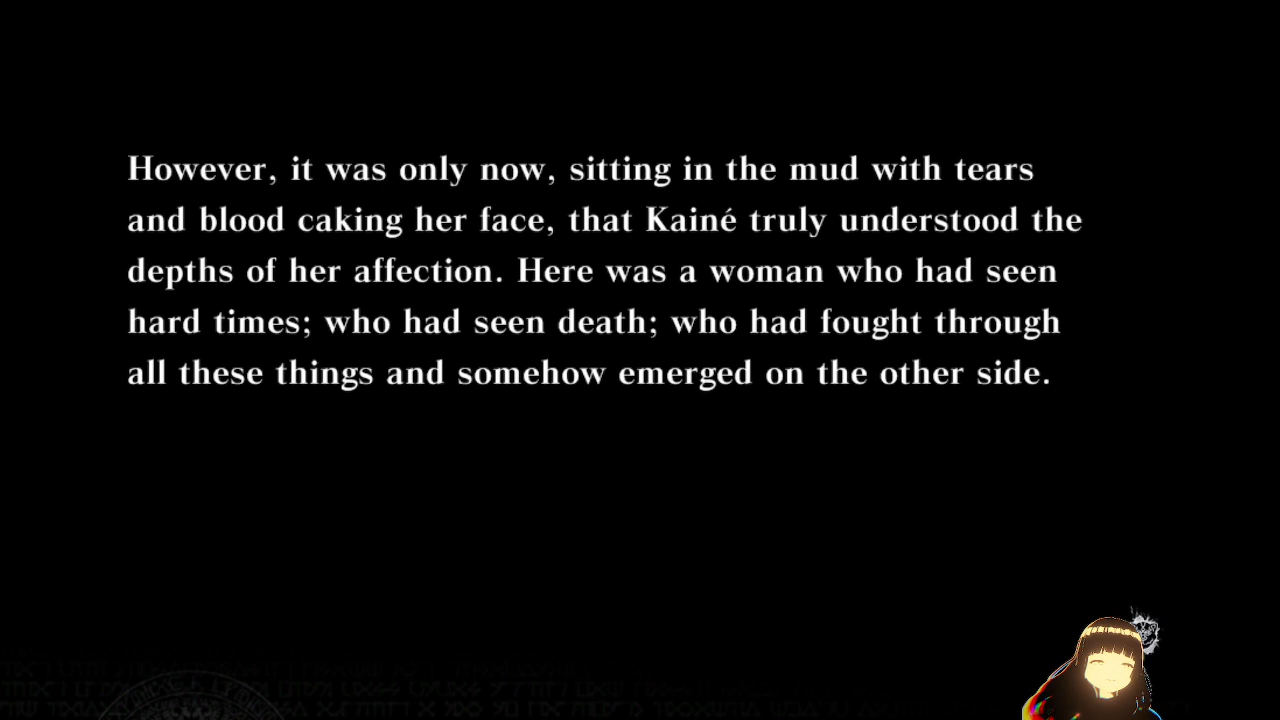 However, it was only now, sitting in the mud with tears
and blood caking her face, that Kainé truly understood the
depths of her affection. Here was a woman who had seen
hard times; who had seen death; who had fought through
all these things and somehow emerged on the other side.